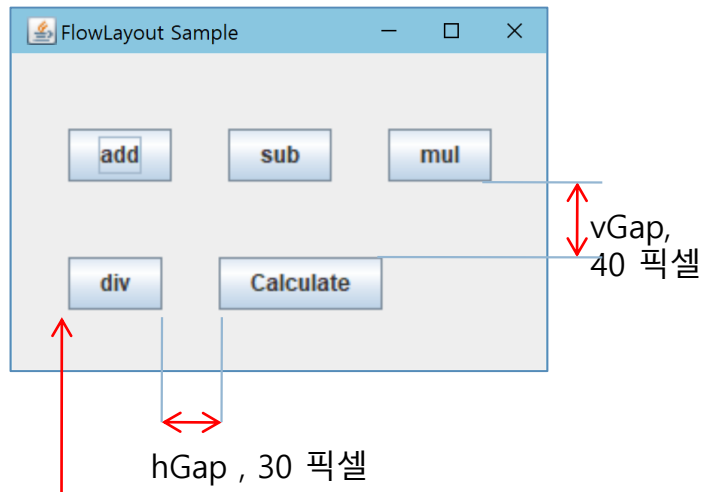 FlowLayout Sample
add sub mul
vGap,
40 픽셀
div Calculate
hGap , 30 픽셀